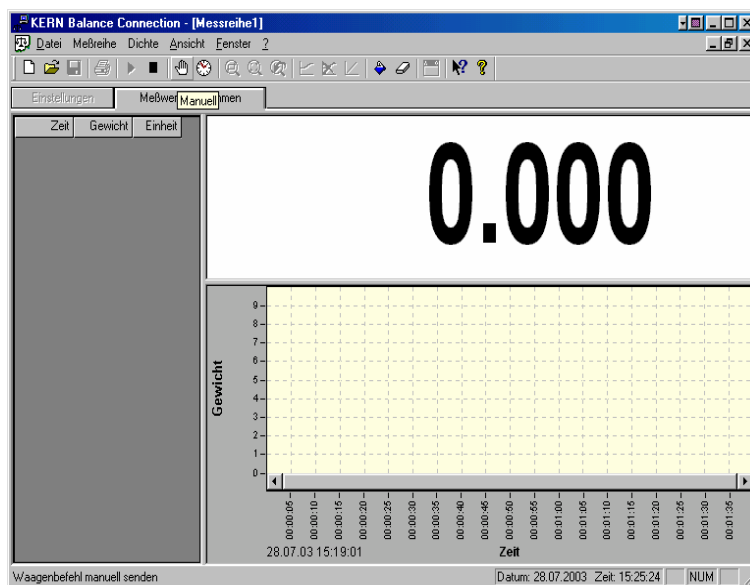 KERN Balance Connection - [Messreihe1]
Datei Meßreihe Dichte Ansicht Fenster ?
Einstellungen Meßwer
Manuell
men
Zeit Gewicht Einheit
0.000
Gewicht
9
8
7
6
5
4
3
2
1
0
00:00:05 00:00:10 00:00:15 00:00:20 00:00:25 00:00:30 00:00:35 00:00:40 00:00:45 00:00:50 00:00:55 00:01:00 00:01:05 00:01:10 00:01:15 00:01:20 00:01:25 00:01:30 00:01:35
28.07.03 15:19:01 Zeit
Waagenbefehl manuell senden Datum: 28.07.2003 Zeit: 15:25:24 NUM